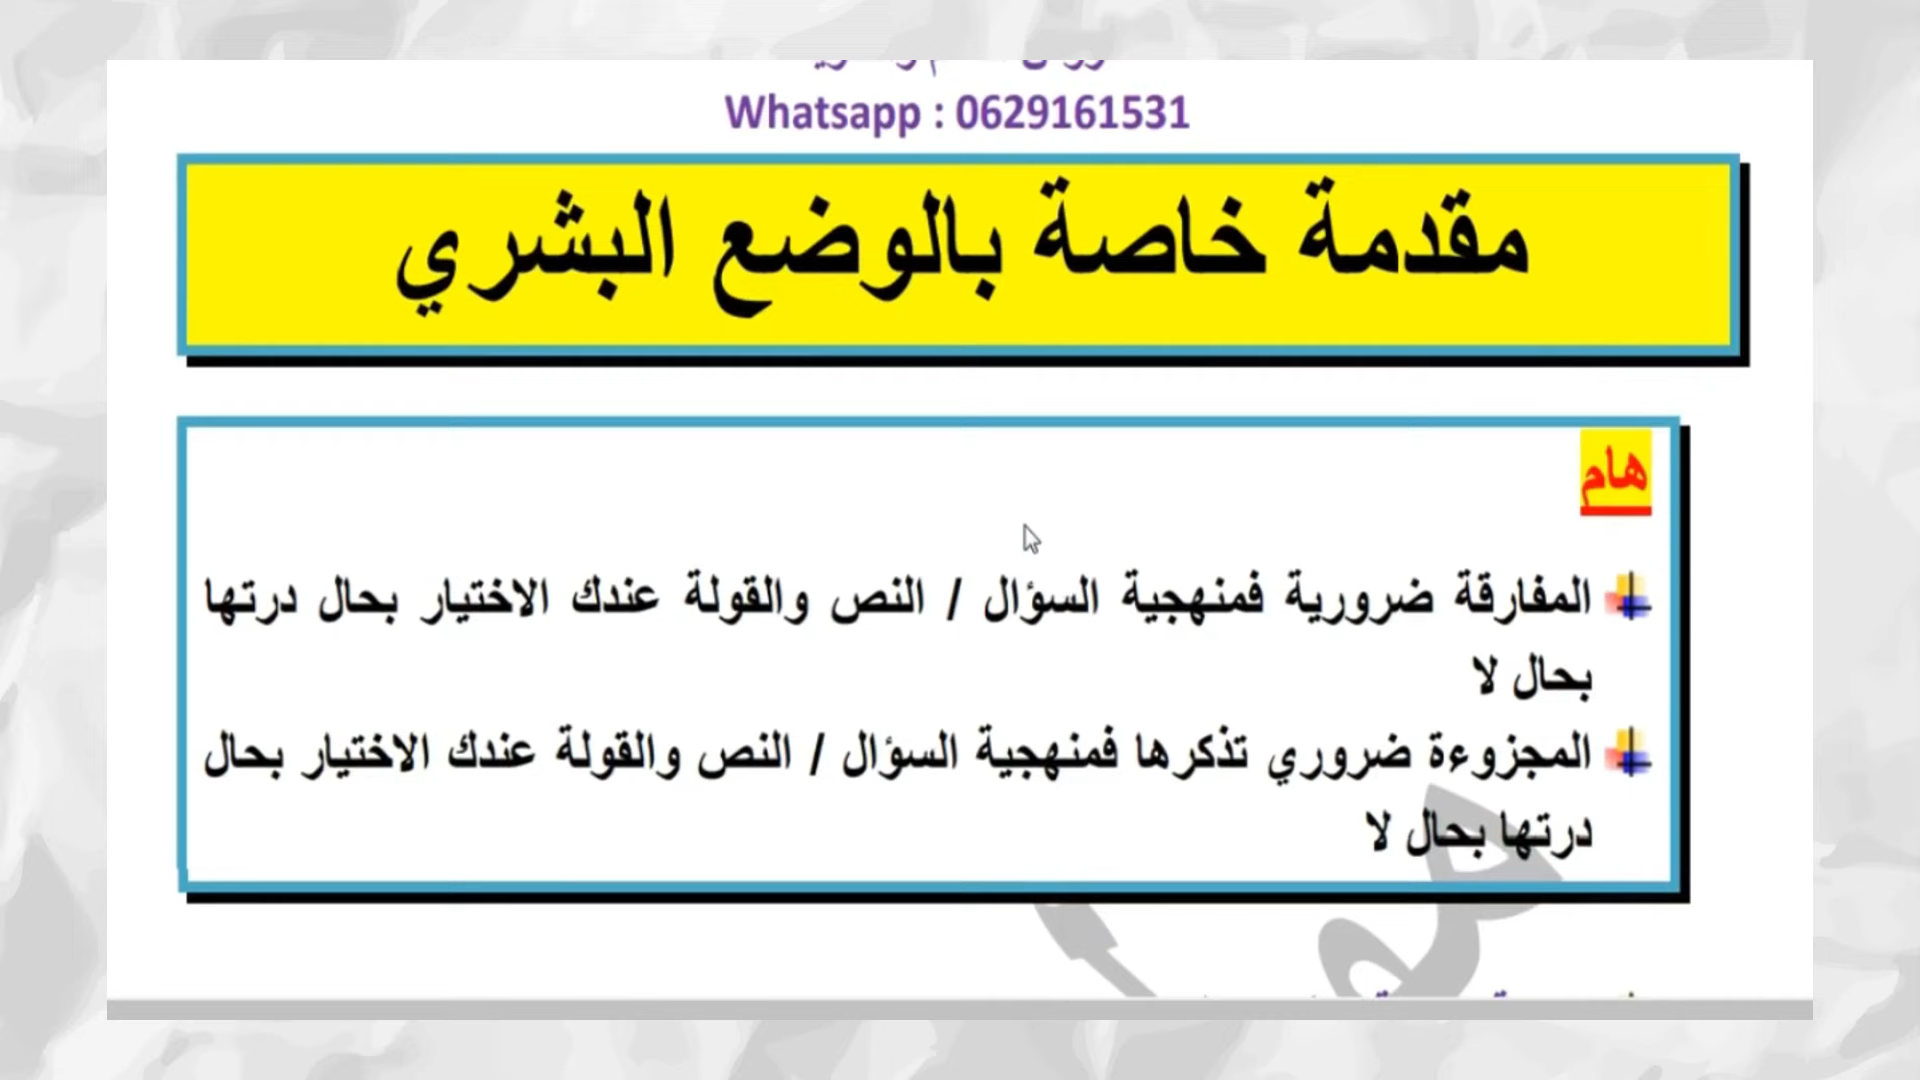 Whatsapp : 0629161531
مقدمة خاصة بالوضع البشري
هام
المفارقة ضرورية فمنهجية السؤال / النص والقولة عندك الاختيار بحال درتها
بحال لا
المجزوءة ضروري تذكرها فمنهجية السؤال / النص والقولة عندك الاختيار بحال
درتها بحال لا